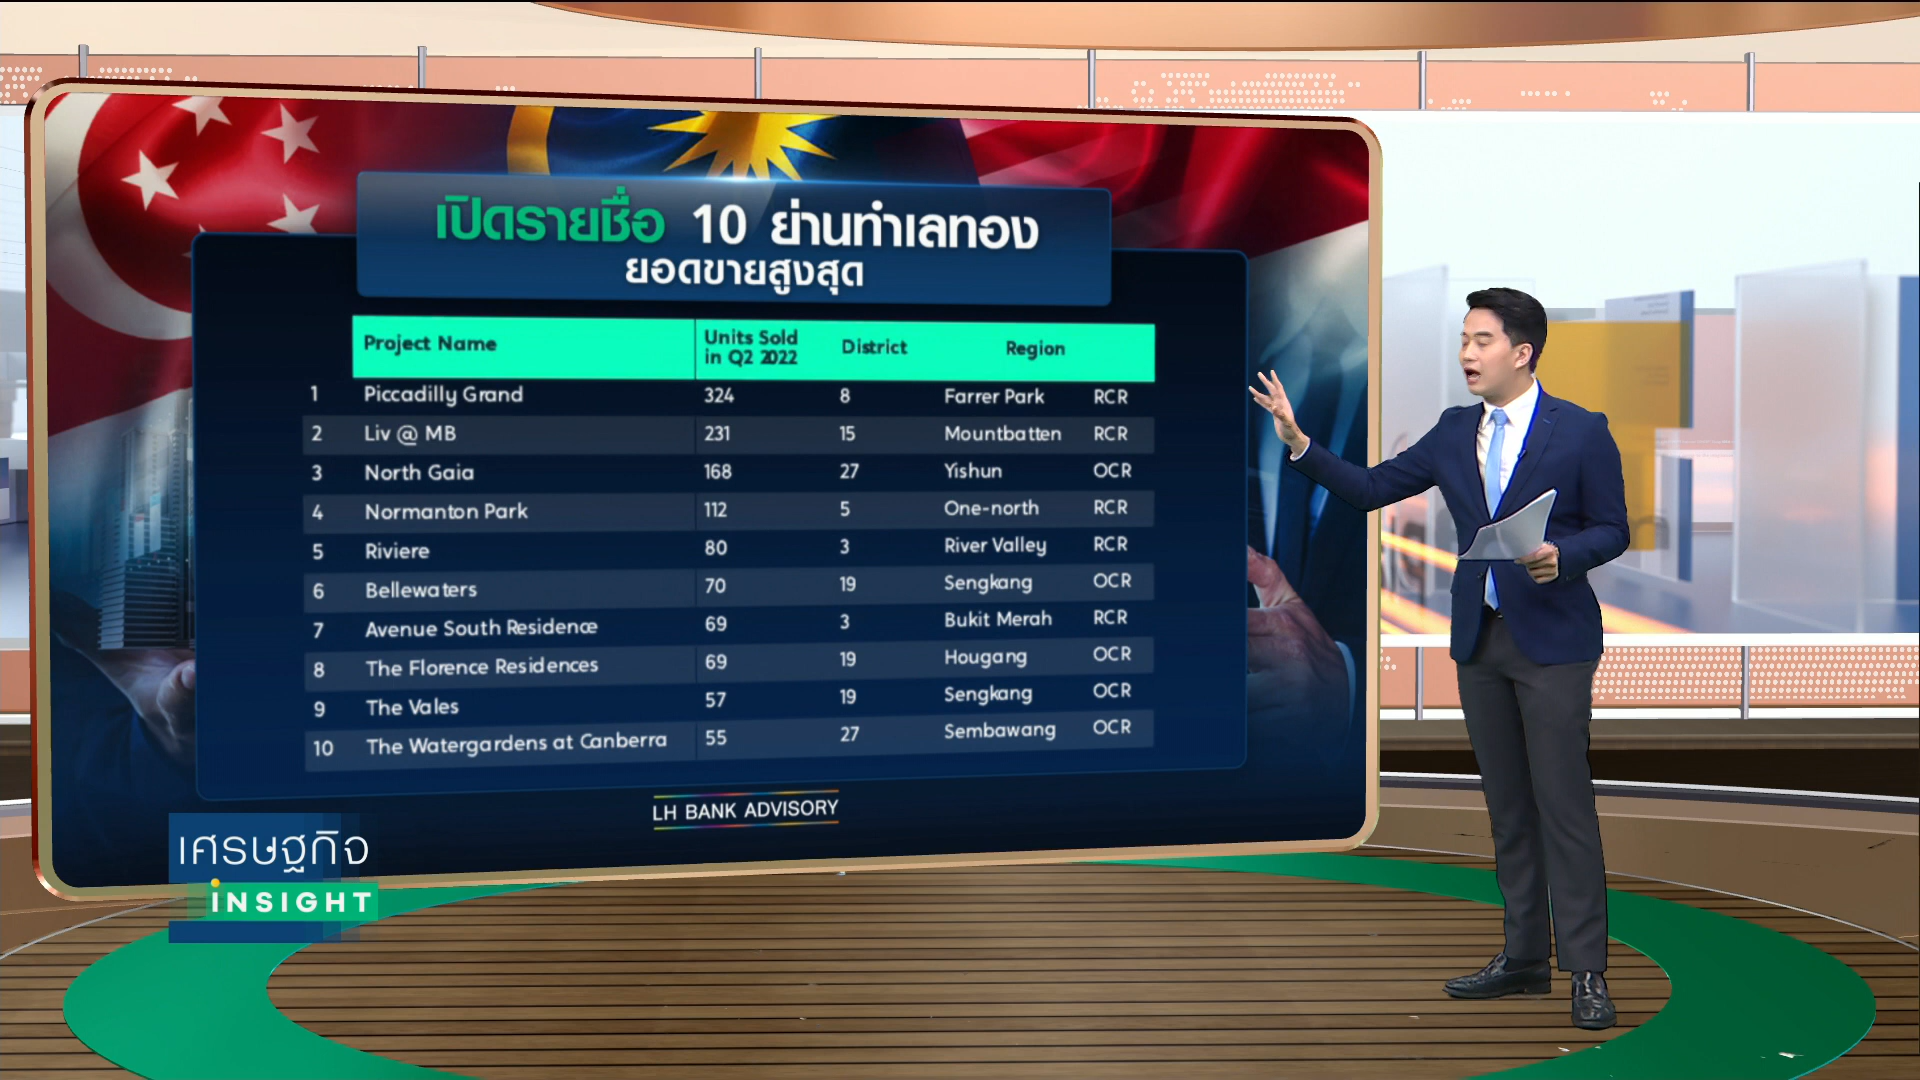 เปิดรายชื่อ 10 ย่านทำเลทอง
ยอดขายสูงสุด
Project Name Units Sold in Q2 2022 District Region
1 Piccadilly Grand 324 8 Farrer Park RCR
2 Liv @ MB 231 15 Mountbatten RCR
3 North Gaia 168 27 Yishun OCR
4 Normanton Park 112 5 One-north RCR
5 Riviere 80 3 River Valley RCR
6 Bellewaters 70 19 Sengkang OCR
7 Avenue South Residence 69 3 Bukit Merah RCR
8 The Florence Residences 69 19 Hougang OCR
9 The Vales 57 19 Sengkang OCR
10 The Watergardens at Canberra 55 27 Sembawang OCR
LH BANK ADVISORY
เศรษฐกิจ
INSIGHT